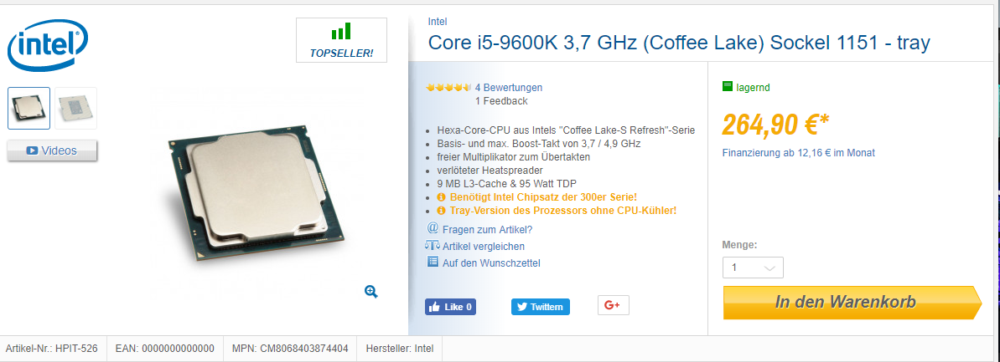 intel
TOPSELLER!
Videos
Intel
Core i5-9600K 3,7 GHz (Coffee Lake) Sockel 1151 - tray
4 Bewertungen
1 Feedback
Hexa-Core-CPU aus Intels "Coffee Lake-S Refresh"-Serie
Basis- und max. Boost-Takt von 3,7 / 4,9 GHz
freier Multiplikator zum Übertakten
verlöteter Heatspreader
9 MB L3-Cache & 95 Watt TDP
Benötigt Intel Chipsatz der 300er Serie!
Tray-Version des Prozessors ohne CPU-Kühler!
Fragen zum Artikel?
Artikel vergleichen
Auf den Wunschzettel
Like 0
Twittern
G+
lagernd
264,90 €*
Finanzierung ab 12,16 € im Monat
Menge:
1
In den Warenkorb
Artikel-Nr.: HPIT-526
EAN: 0000000000000
MPN: CM8068403874404
Hersteller: Intel